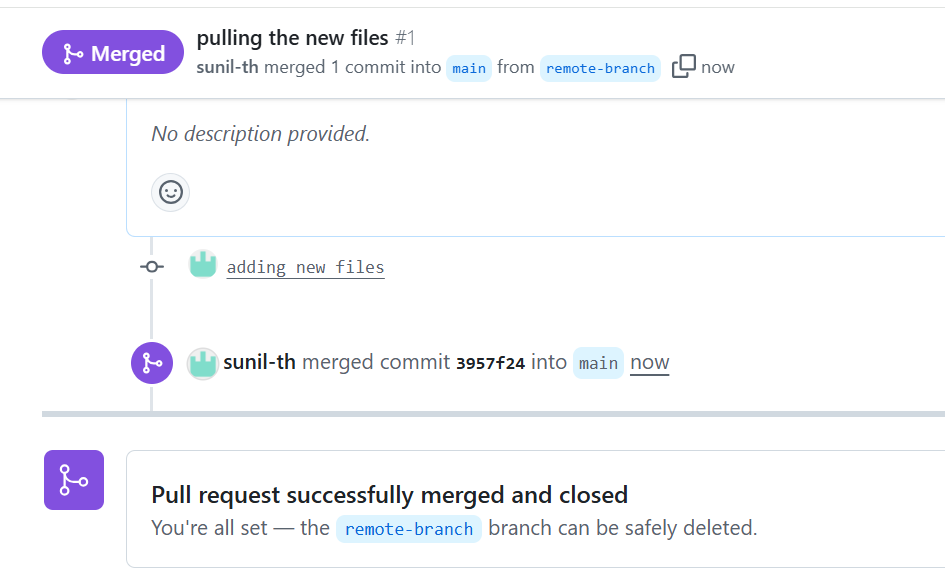 Merged
pulling the new files #1
sunil-th merged 1 commit into main from remote-branch now
No description provided.
adding new files
sunil-th merged commit 3957f24 into main now
Pull request successfully merged and closed
You're all set — the remote-branch branch can be safely deleted.